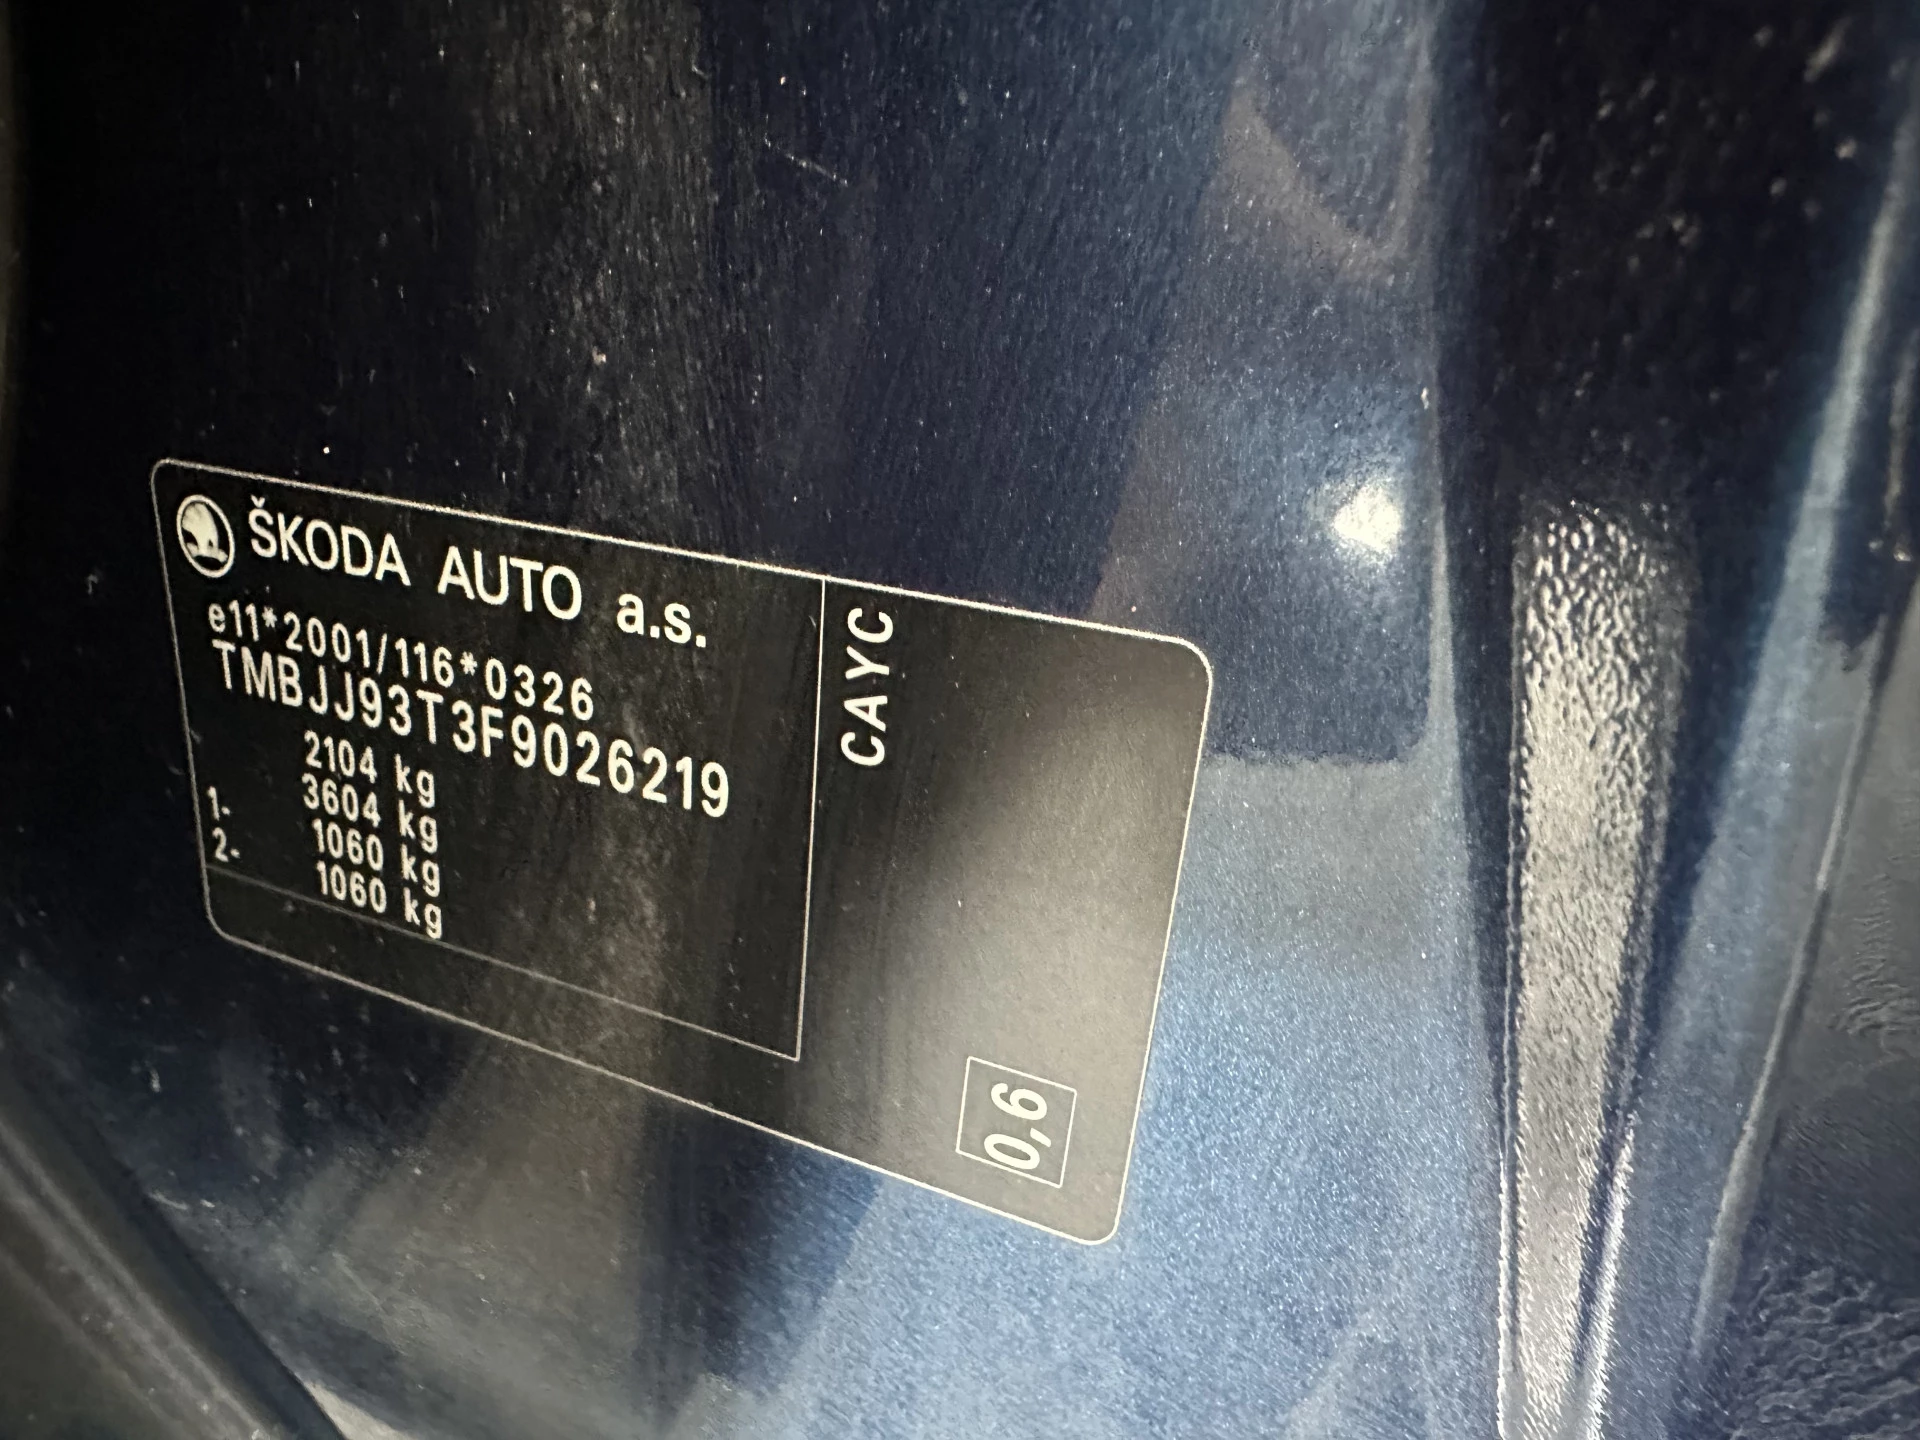 ŠKODA AUTO a.s.
e11*2001/116*0326
TMBJJ93T3F9026219
2104 kg
3604 kg
1- 1060 kg
2- 1060 kg
CAYC
0,6